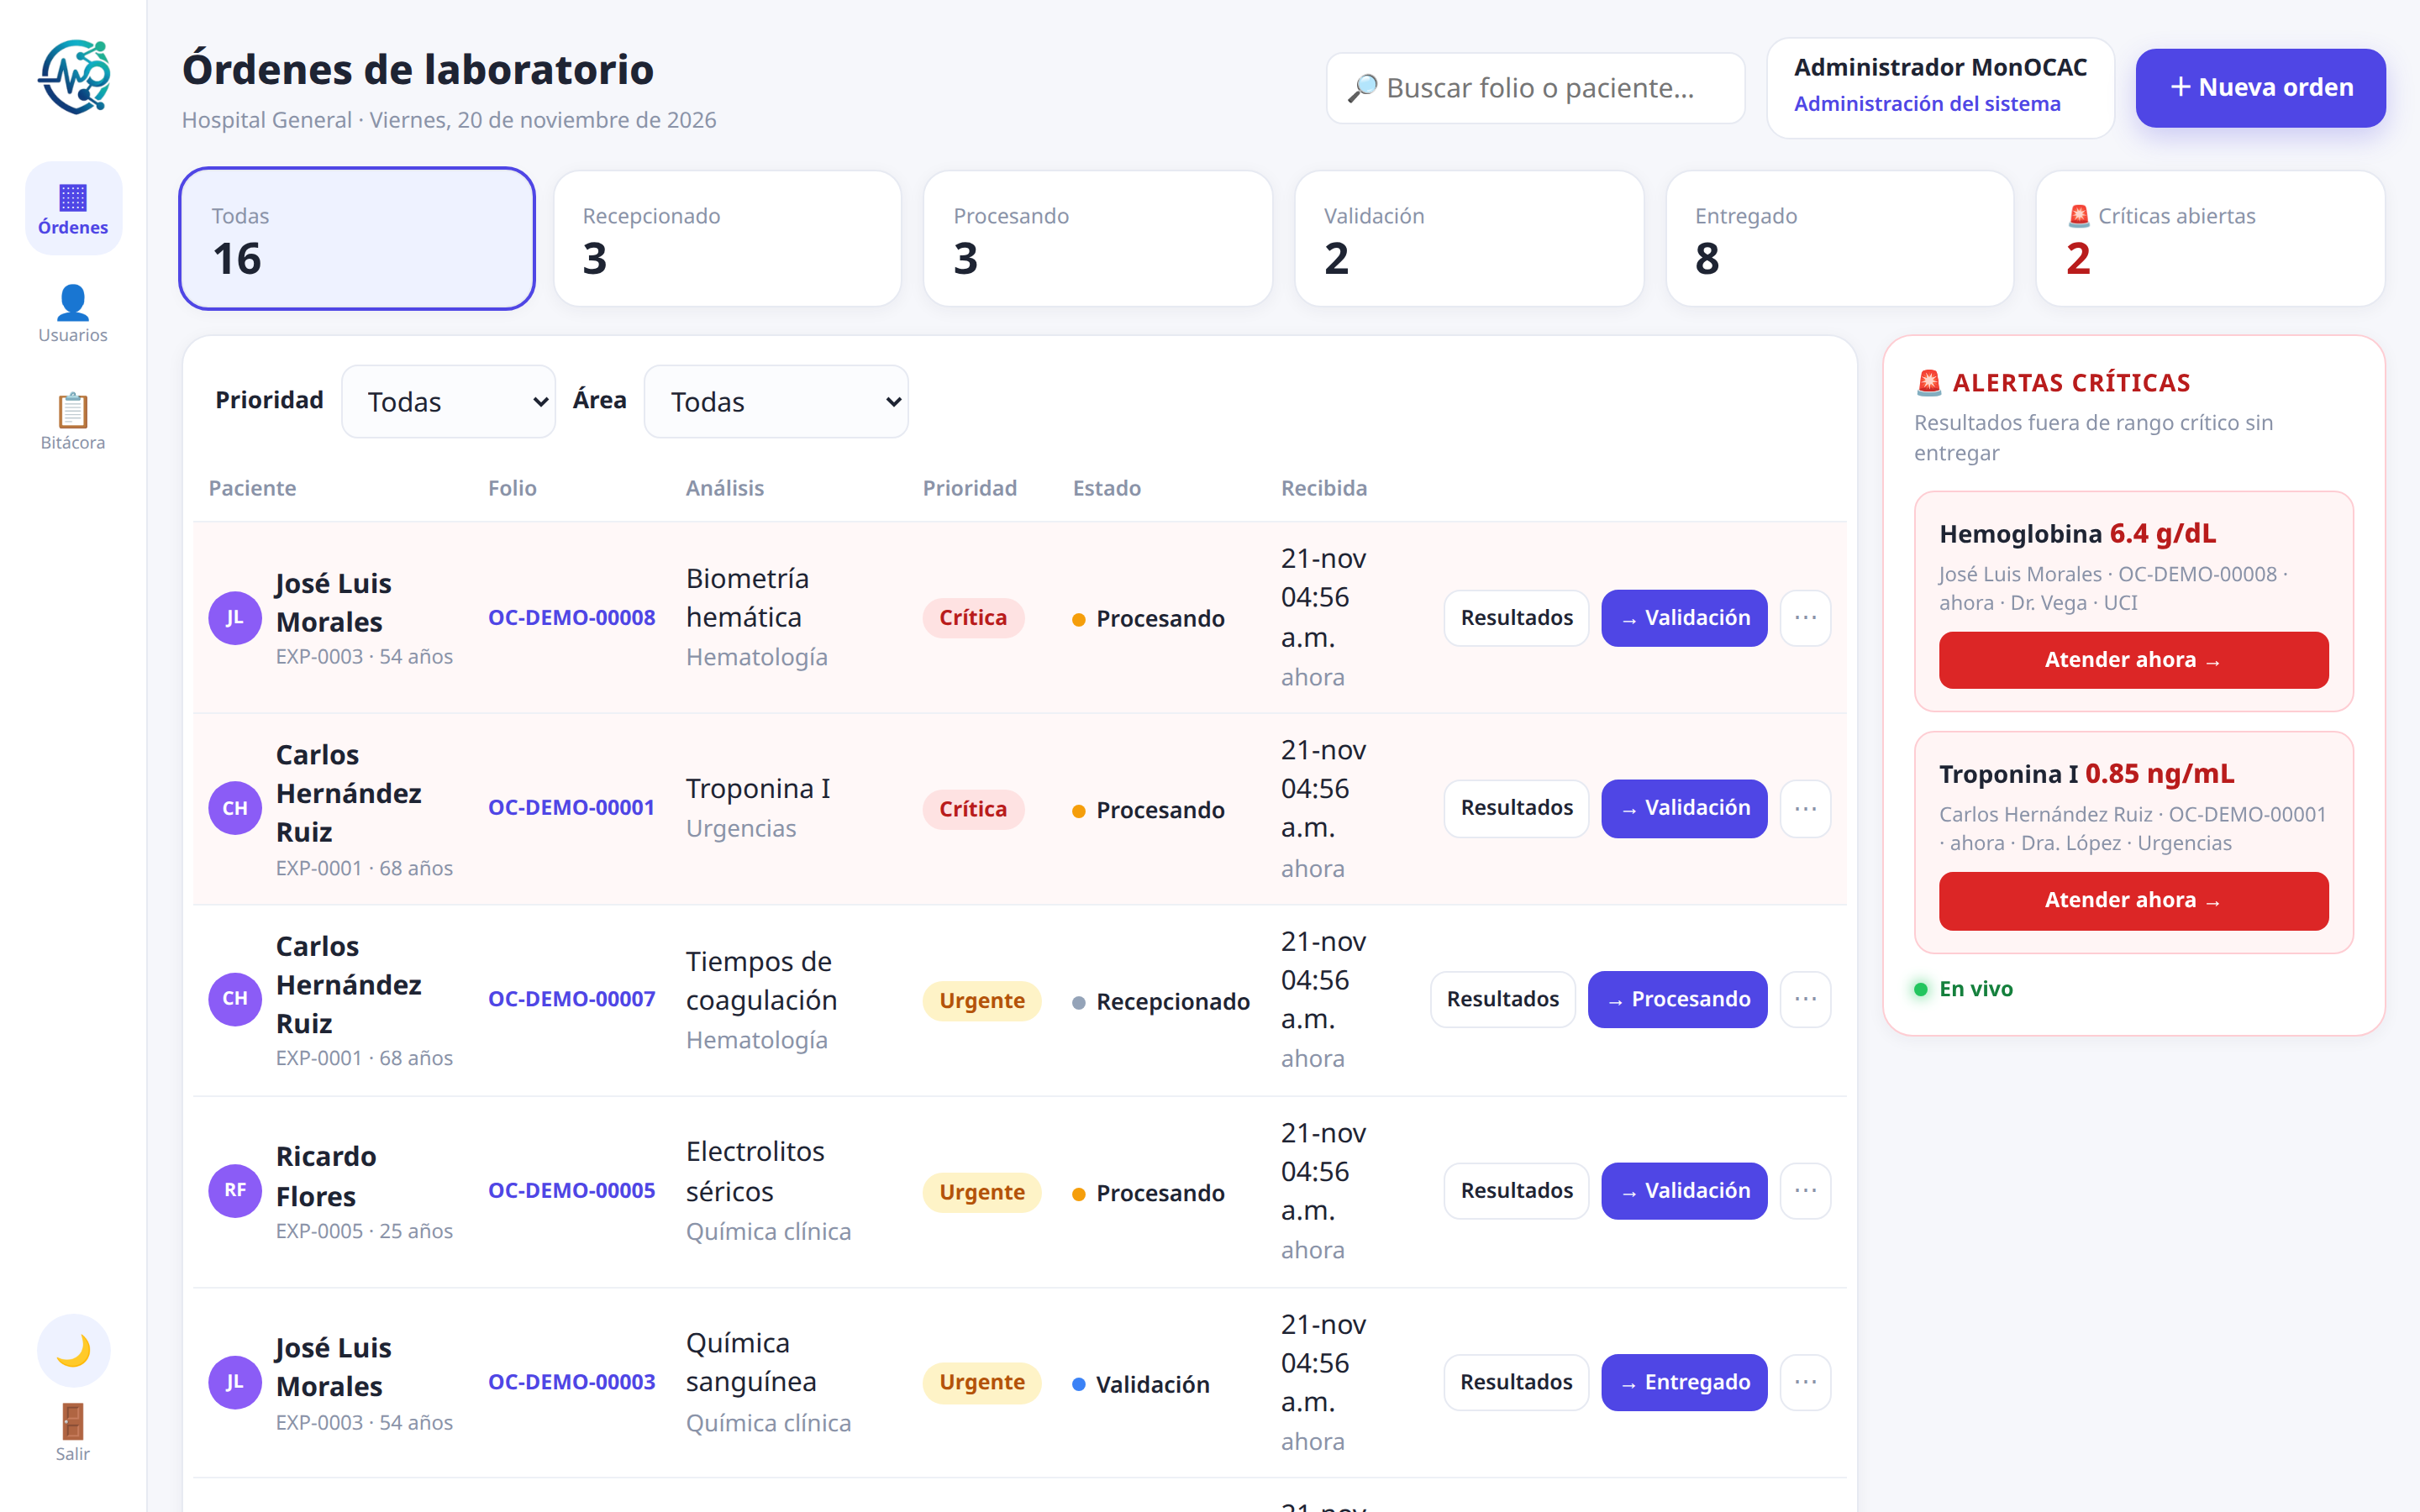 Órdenes de laboratorio
Hospital General · Viernes, 20 de noviembre de 2026
🔎 Buscar folio o paciente...
Administrador MonOCAC
Administración del sistema
＋ Nueva orden
Órdenes
Usuarios
Bitácora
Salir
Todas
16
Recepcionado
3
Procesando
3
Validación
2
Entregado
8
🚨 Críticas abiertas
2
Prioridad Todas Área Todas
Paciente Folio Análisis Prioridad Estado Recibida
JL
José Luis
Morales
EXP-0003 · 54 años
OC-DEMO-00008
Biometría
hemática
Hematología
Crítica
Procesando
21-nov
04:56
a.m.
ahora
Resultados
→ Validación
⋯
CH
Carlos
Hernández
Ruiz
EXP-0001 · 68 años
OC-DEMO-00001
Troponina I
Urgencias
Crítica
Procesando
21-nov
04:56
a.m.
ahora
Resultados
→ Validación
⋯
CH
Carlos
Hernández
Ruiz
EXP-0001 · 68 años
OC-DEMO-00007
Tiempos de
coagulación
Hematología
Urgente
Recepcionado
21-nov
04:56
a.m.
ahora
Resultados
→ Procesando
⋯
RF
Ricardo
Flores
EXP-0005 · 25 años
OC-DEMO-00005
Electrolitos
séricos
Química clínica
Urgente
Procesando
21-nov
04:56
a.m.
ahora
Resultados
→ Validación
⋯
JL
José Luis
Morales
EXP-0003 · 54 años
OC-DEMO-00003
Química
sanguínea
Química clínica
Urgente
Validación
21-nov
04:56
a.m.
ahora
Resultados
→ Entregado
⋯
🚨 ALERTAS CRÍTICAS
Resultados fuera de rango crítico sin
entregar
Hemoglobina 6.4 g/dL
José Luis Morales · OC-DEMO-00008 ·
ahora · Dr. Vega · UCI
Atender ahora →
Troponina I 0.85 ng/mL
Carlos Hernández Ruiz · OC-DEMO-00001
· ahora · Dra. López · Urgencias
Atender ahora →
En vivo